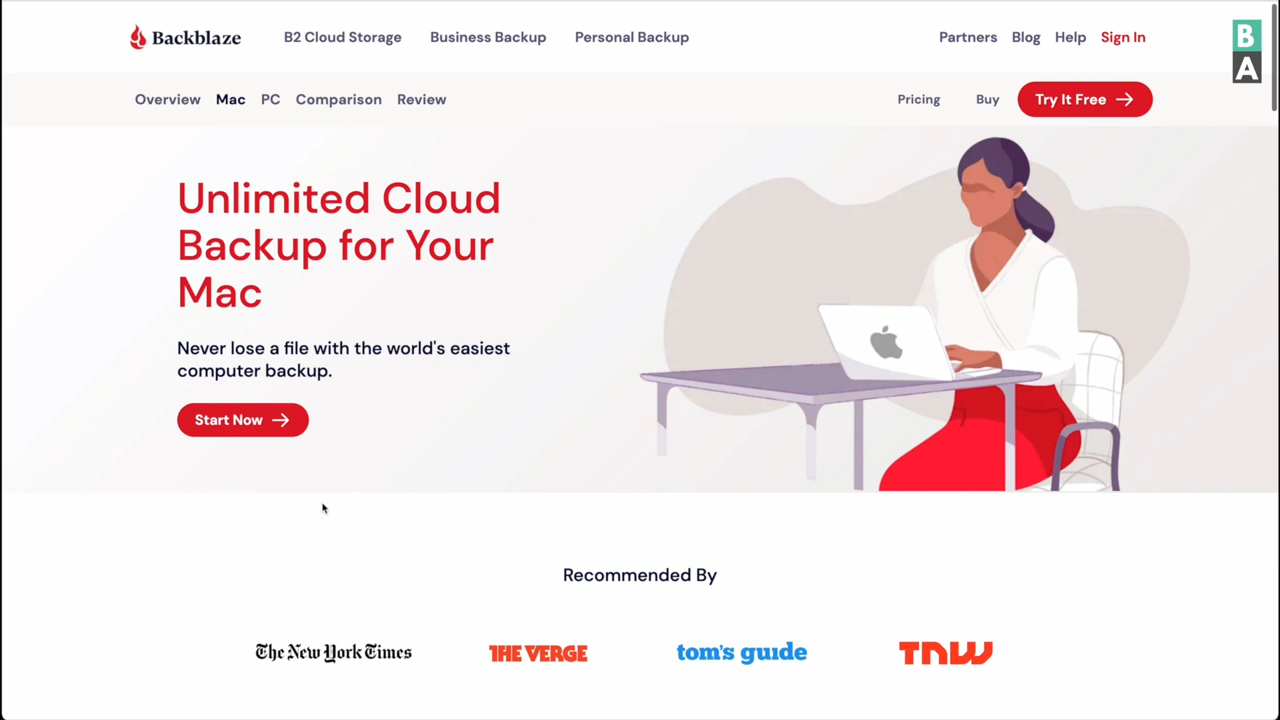 Backblaze B2 Cloud Storage Business Backup Personal Backup Partners Blog Help Sign In
B
A
Overview Mac PC Comparison Review Pricing Buy Try It Free
Unlimited Cloud
Backup for Your
Mac
Never lose a file with the world's easiest
computer backup.
Start Now
Recommended By
The New York Times THE VERGE tom's guide TNW